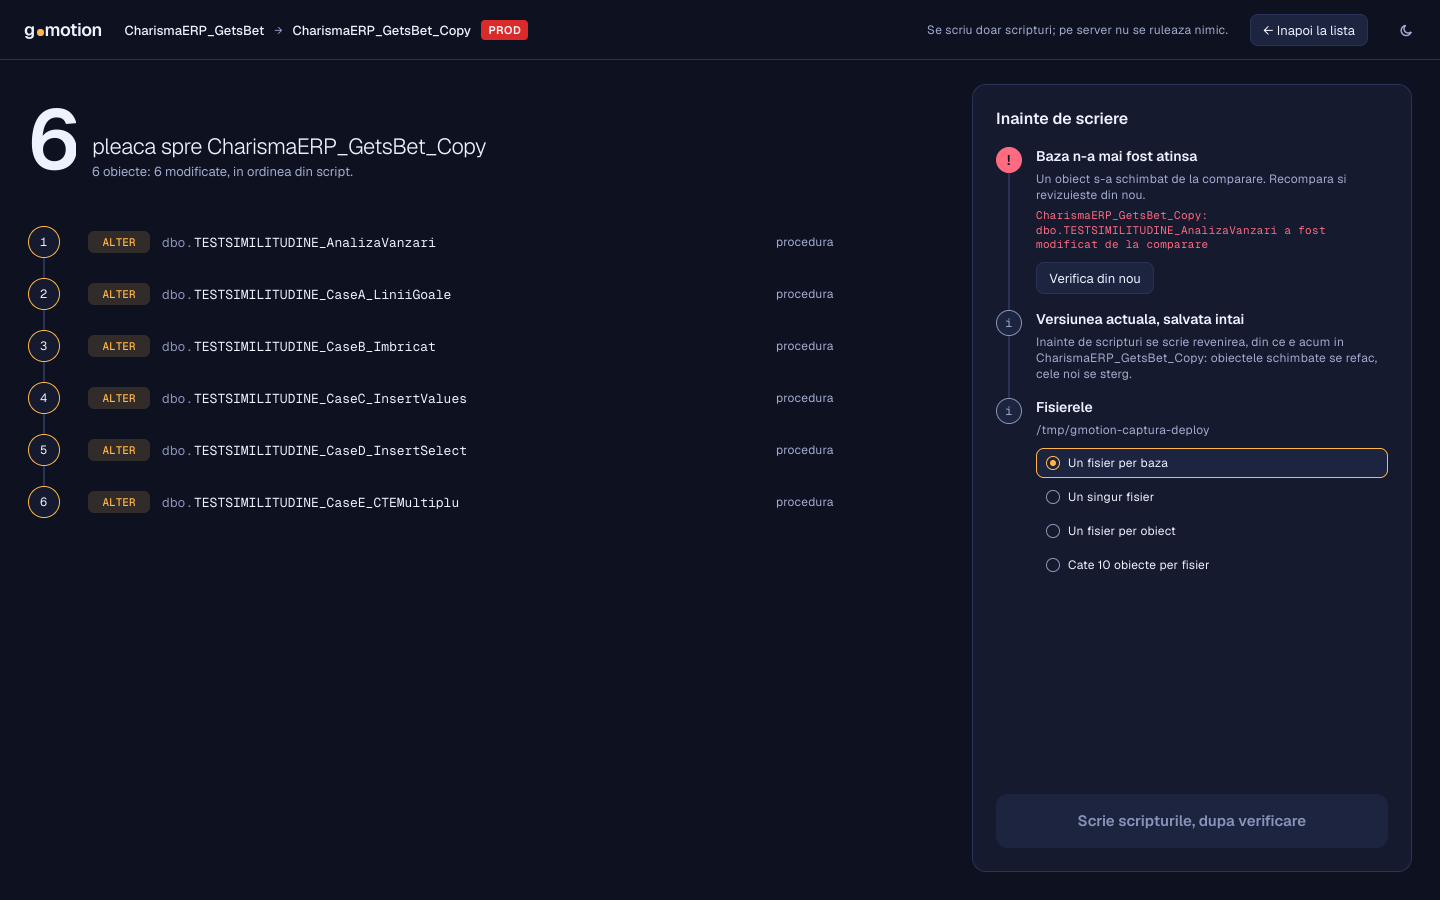 gomotion CharismaERP_GetsBet → CharismaERP_GetsBet_Copy PROD Se scriu doar scripturi; pe server nu se ruleaza nimic. ← Inapoi la lista
6 pleaca spre CharismaERP_GetsBet_Copy
6 obiecte: 6 modificate, in ordinea din script.
1 ALTER dbo.TESTSIMILITUDINE_AnalizaVanzari procedura
2 ALTER dbo.TESTSIMILITUDINE_CaseA_LiniiGoale procedura
3 ALTER dbo.TESTSIMILITUDINE_CaseB_Imbricat procedura
4 ALTER dbo.TESTSIMILITUDINE_CaseC_InsertValues procedura
5 ALTER dbo.TESTSIMILITUDINE_CaseD_InsertSelect procedura
6 ALTER dbo.TESTSIMILITUDINE_CaseE_CTEMultiplu procedura
Inainte de scriere
! Baza n-a mai fost atinsa
Un obiect s-a schimbat de la comparare. Recompara si
revizuieste din nou.
CharismaERP_GetsBet_Copy:
dbo.TESTSIMILITUDINE_AnalizaVanzari a fost
modificat de la comparare
Verifica din nou
i Versiunea actuala, salvata intai
Inainte de scripturi se scrie revenirea, din ce e acum in
CharismaERP_GetsBet_Copy: obiectele schimbate se refac,
cele noi se sterg.
i Fisierele
/tmp/gmotion-captura-deploy
Un fisier per baza
Un singur fisier
Un fisier per obiect
Cate 10 obiecte per fisier
Scrie scripturile, dupa verificare